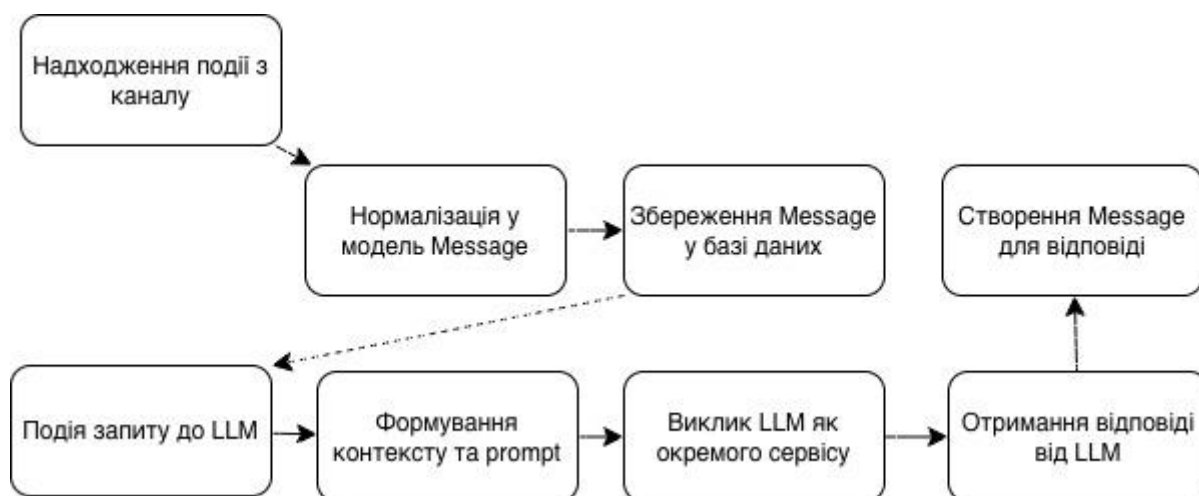 Надходження події з
каналу
Нормалізація у
модель Message
Збереження Message
у базі даних
Подія запиту до LLM
Формування
контексту та prompt
Виклик LLM як
окремого сервісу
Отримання відповіді
від LLM
Створення Message
для відповіді